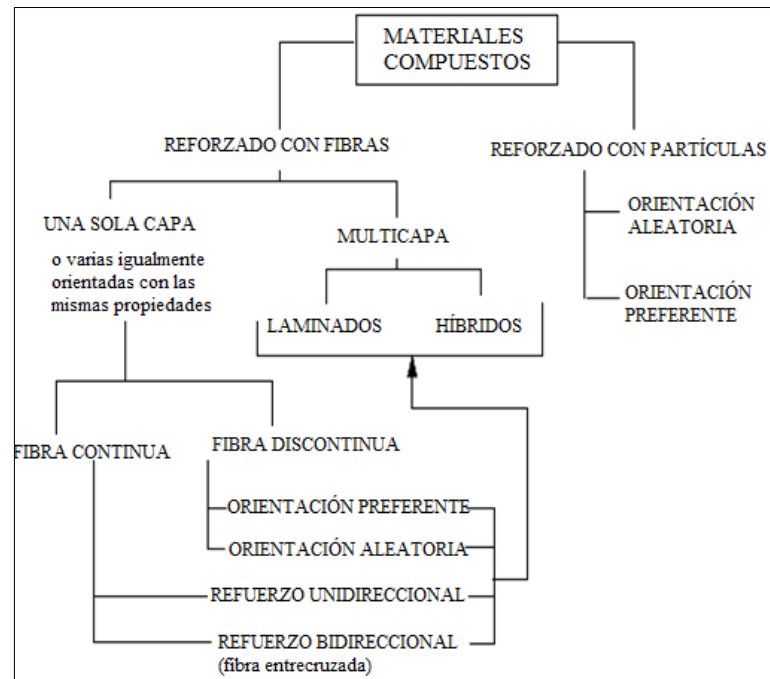 MATERIALES
COMPUESTOS
REFORZADO CON FIBRAS
REFORZADO CON PARTÍCULAS
UNA SOLA CAPA
o varias igualmente
orientadas con las
mismas propiedades
MULTICAPA
ORIENTACIÓN
ALEATORIA
ORIENTACIÓN
PREFERENTE
LAMINADOS
HÍBRIDOS
FIBRA CONTINUA
FIBRA DISCONTINUA
ORIENTACIÓN PREFERENTE
ORIENTACIÓN ALEATORIA
REFUERZO UNIDIRECCIONAL
REFUERZO BIDIRECCIONAL
(fibra entrecruzada)